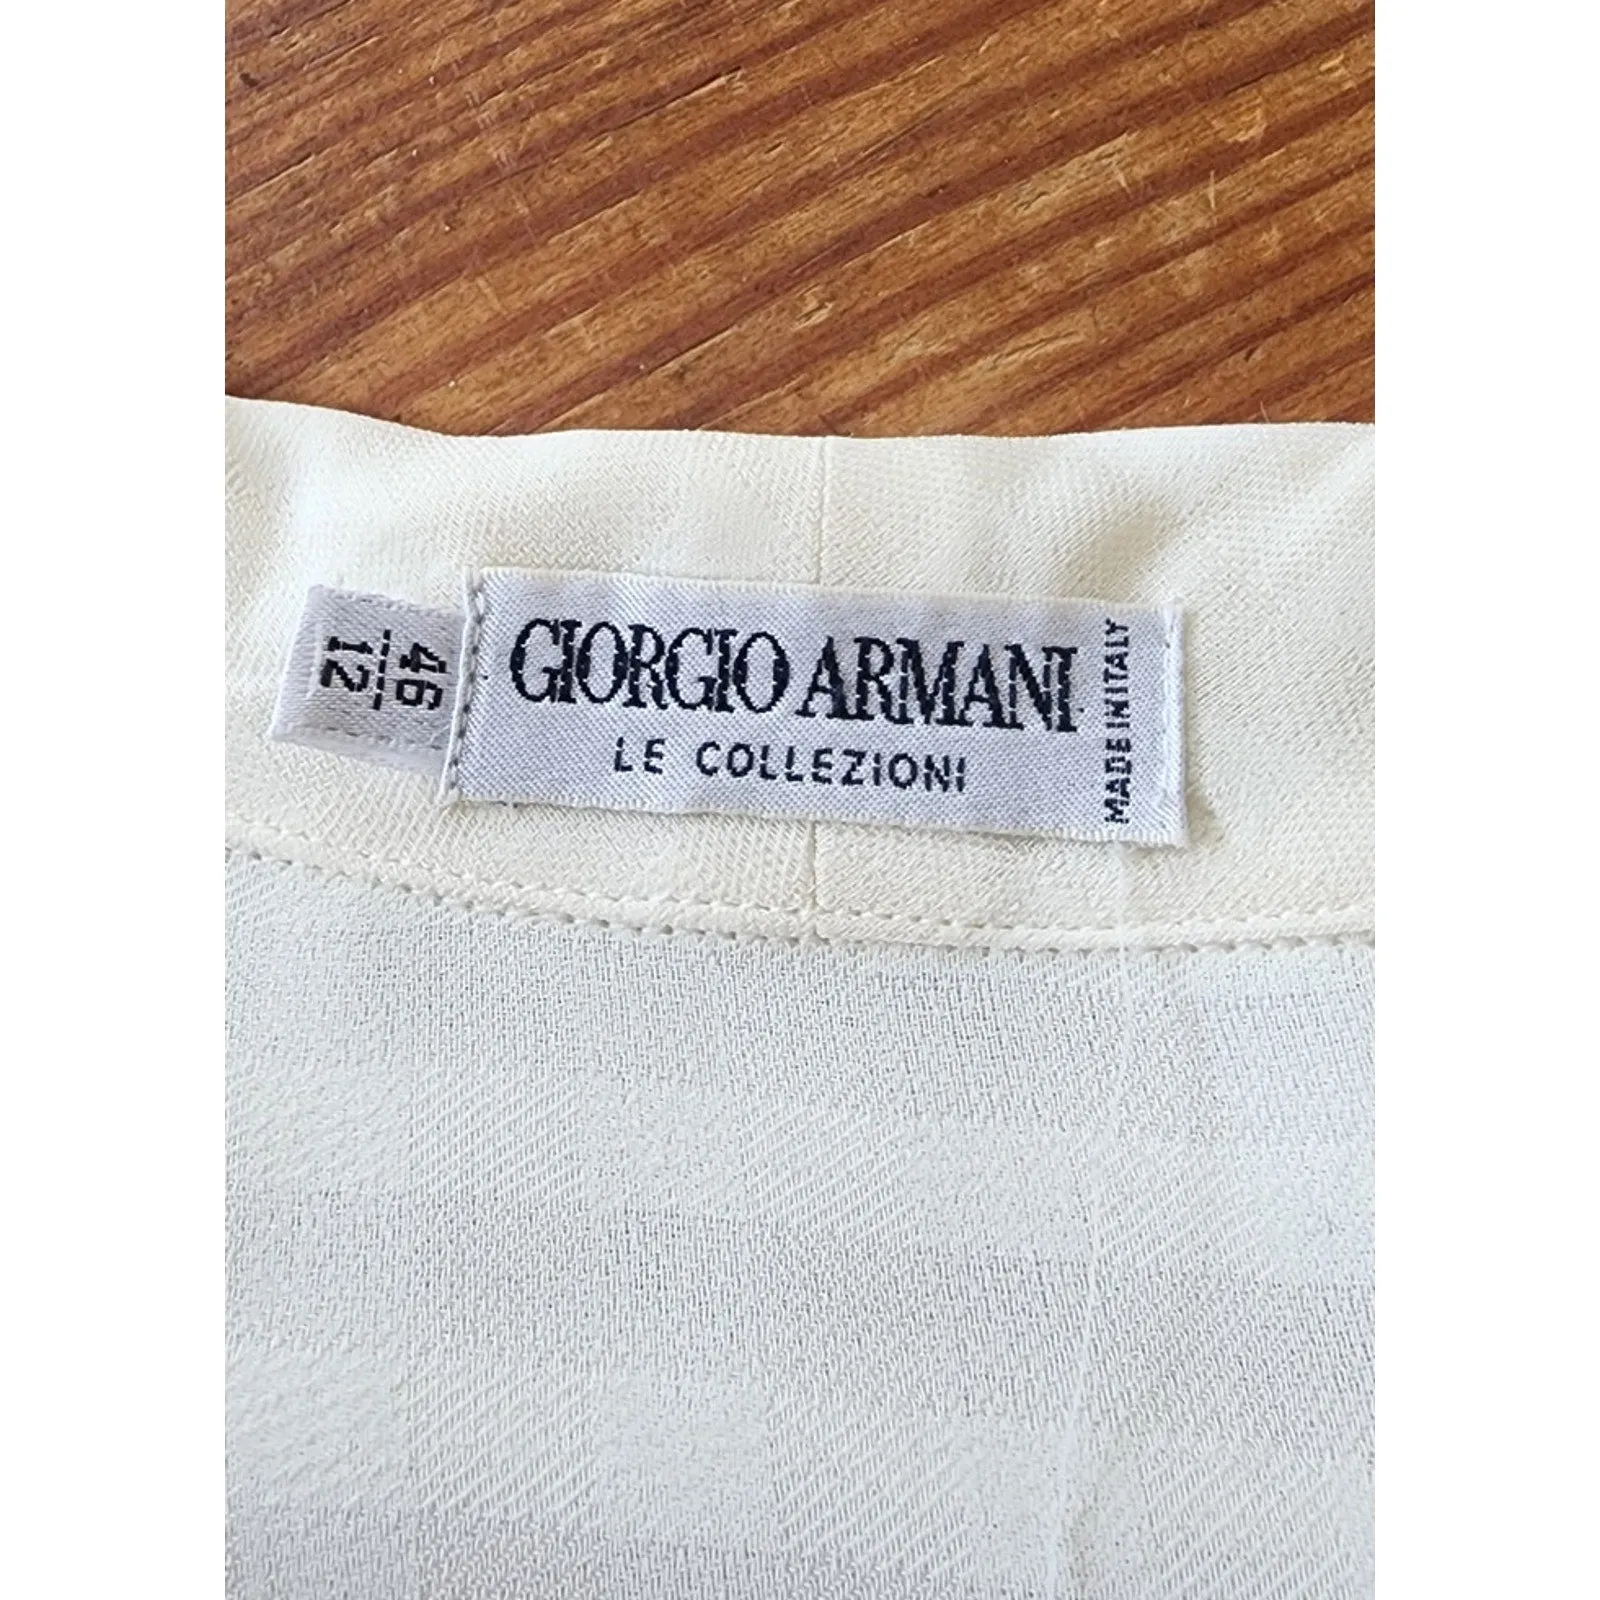 46
12
GIORGIO ARMANI
LE COLLEZIONI
MADE IN ITALY